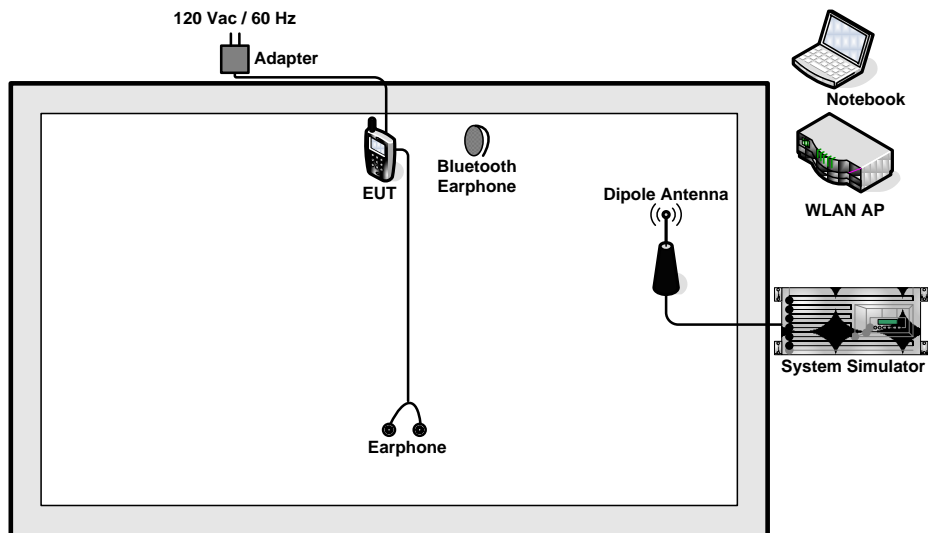 120 Vac / 60 Hz
Adapter
Notebook
WLAN AP
EUT
Bluetooth
Earphone
Dipole Antenna
System Simulator
Earphone